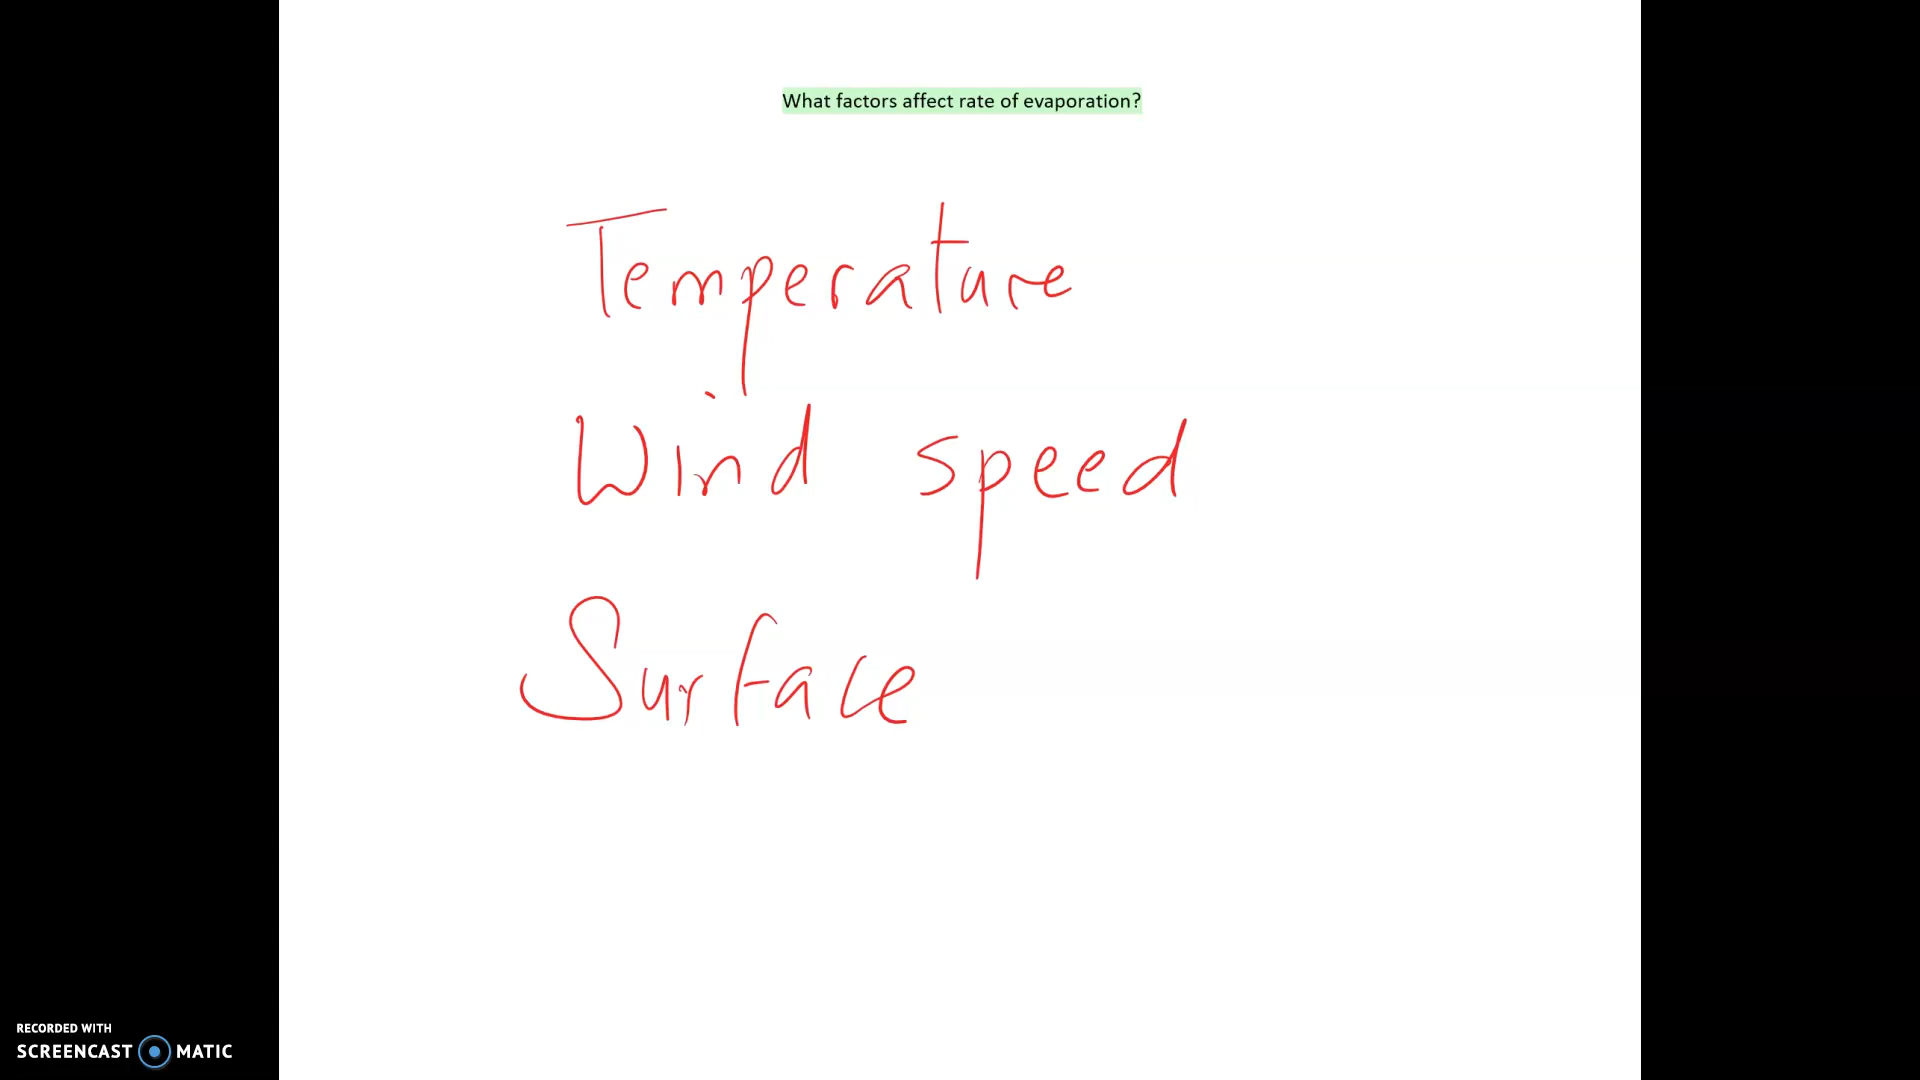 What factors affect rate of evaporation?
Temperature
Wind speed
Surface
RECORDED WITH
SCREENCAST MATIC